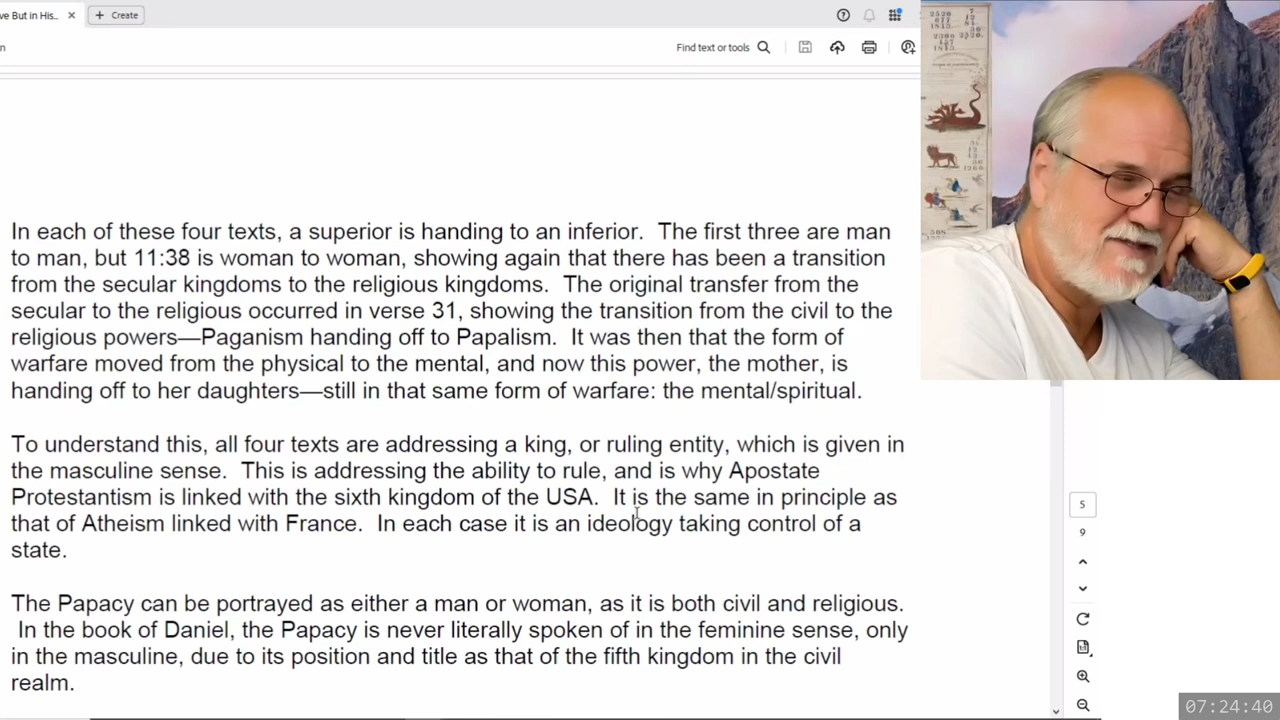 ve But in His..
Create
n
Find text or tools
In each of these four texts, a superior is handing to an inferior.  The first three are man
to man, but 11:38 is woman to woman, showing again that there has been a transition
from the secular kingdoms to the religious kingdoms.  The original transfer from the
secular to the religious occurred in verse 31, showing the transition from the civil to the
religious powers—Paganism handing off to Papalism.  It was then that the form of
warfare moved from the physical to the mental, and now this power, the mother, is
handing off to her daughters—still in that same form of warfare: the mental/spiritual.
To understand this, all four texts are addressing a king, or ruling entity, which is given in
the masculine sense.  This is addressing the ability to rule, and is why Apostate
Protestantism is linked with the sixth kingdom of the USA.  It is the same in principle as
that of Atheism linked with France.  In each case it is an ideology taking control of a
state.
The Papacy can be portrayed as either a man or woman, as it is both civil and religious.
In the book of Daniel, the Papacy is never literally spoken of in the feminine sense, only
in the masculine, due to its position and title as that of the fifth kingdom in the civil
realm.
5
9
2520
677
1843
2520.
1260
508
07:24:40